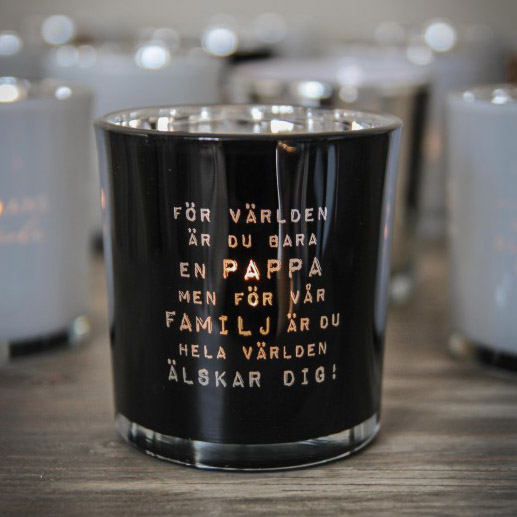 FÖR VÄRLDEN
ÄR DU BARA
EN PAPPA
MEN FÖR VÅR
FAMILJ ÄR DU
HELA VÄRLDEN
ÄLSKAR DIG!